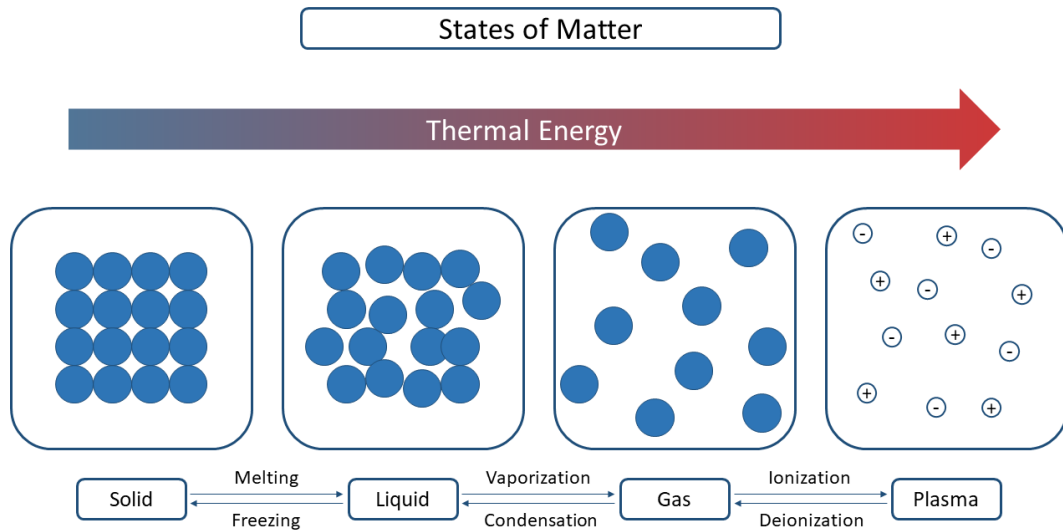 States of Matter
Thermal Energy
- + -
+ - +
- + -
+ - +
Melting Vaporization Ionization
Solid Liquid Gas Plasma
Freezing Condensation Deionization